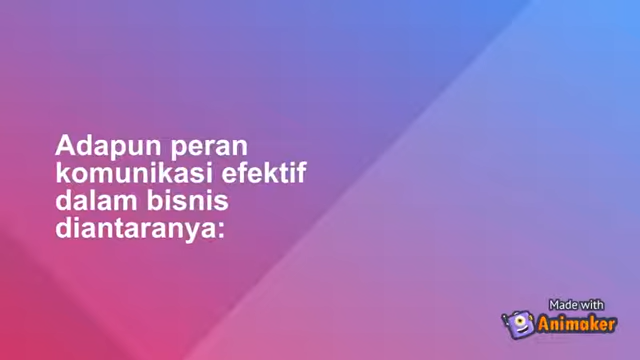 Adapun peran
komunikasi efektif
dalam bisnis
diantaranya:
Made with
Animaker